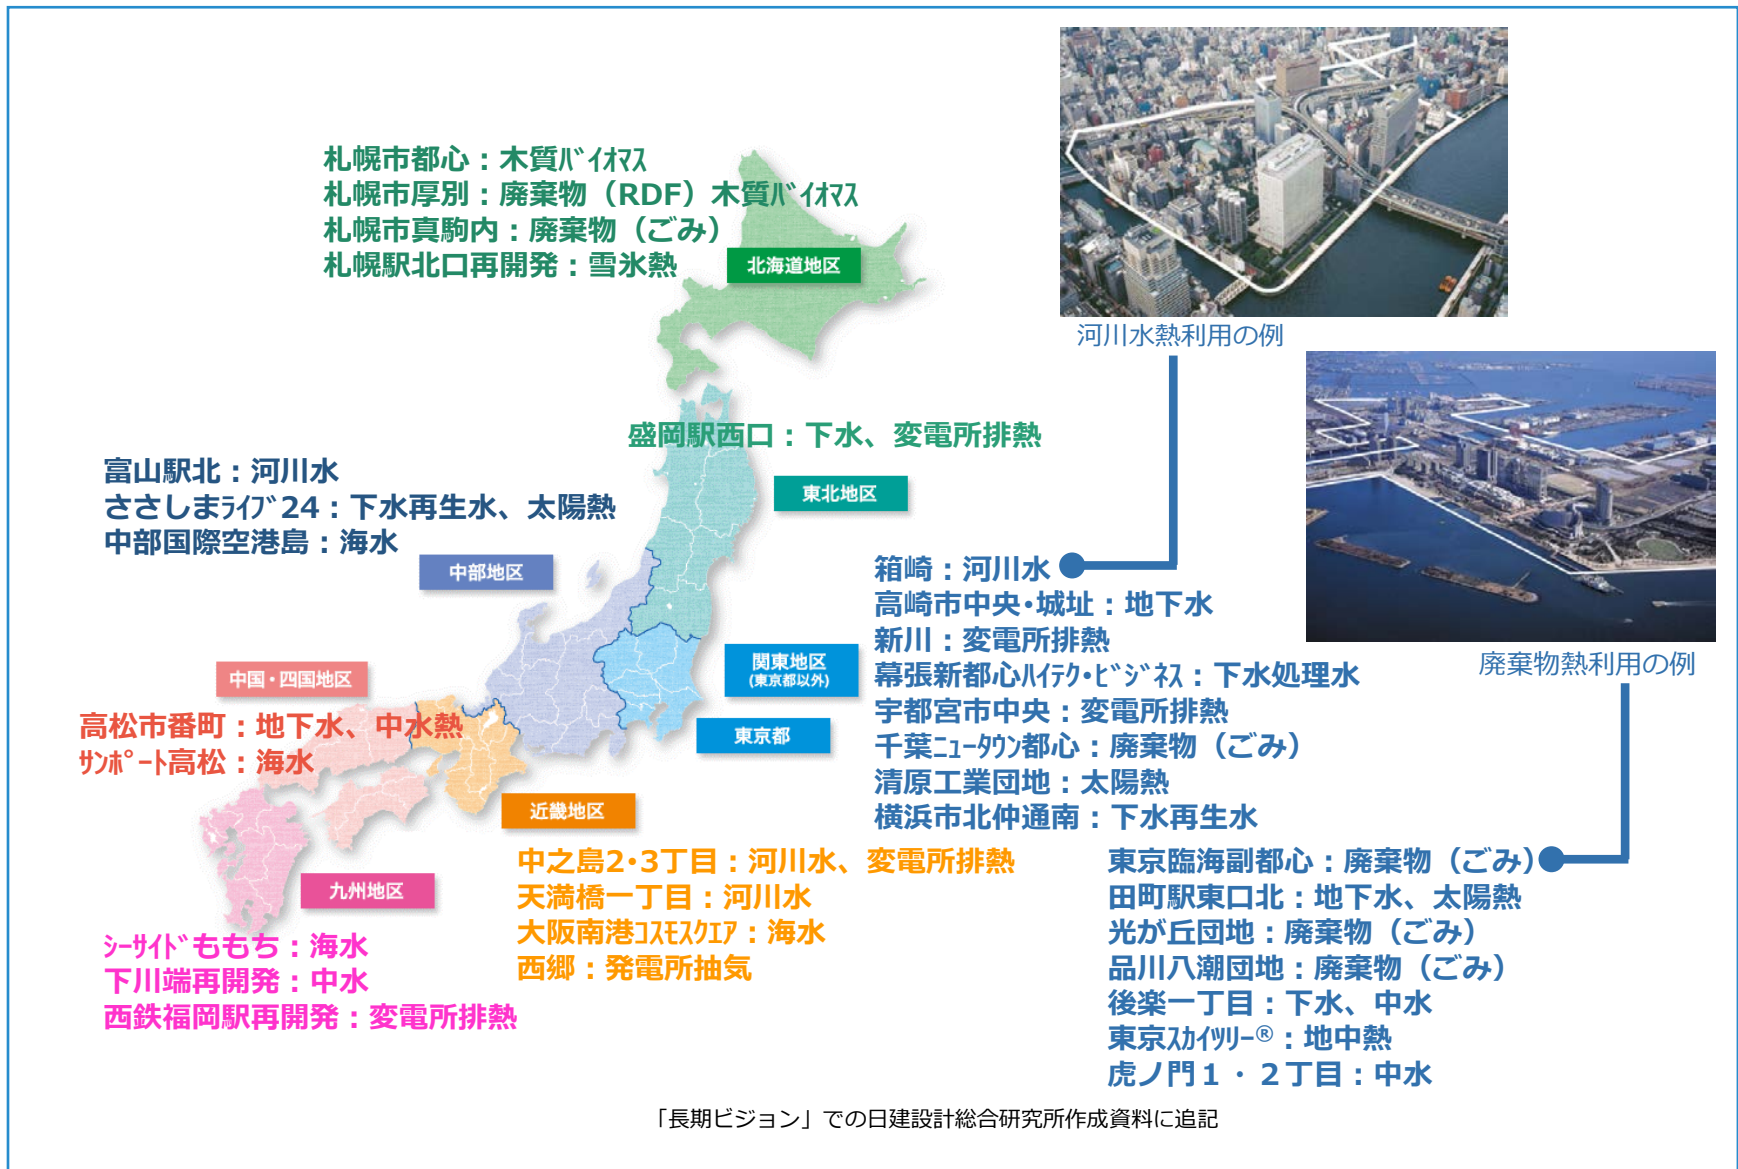 札幌市都心：木質ﾊﾞｲｵﾏｽ
札幌市厚別：廃棄物（RDF）木質ﾊﾞｲｵﾏｽ
札幌市真駒内：廃棄物（ごみ）
札幌駅北口再開発：雪氷熱
北海道地区
河川水熱利用の例
盛岡駅西口：下水、変電所排熱
東北地区
富山駅北：河川水
ささしまﾗｲﾌﾞ24：下水再生水、太陽熱
中部国際空港島：海水
中部地区
箱崎：河川水
高崎市中央・城址：地下水
新川：変電所排熱
幕張新都心ﾊｲﾃｸ・ﾋﾞｼﾞﾈｽ：下水処理水
宇都宮市中央：変電所排熱
千葉ﾆｭｰﾀｳﾝ都心：廃棄物（ごみ）
清原工業団地：太陽熱
横浜市北仲通南：下水再生水
廃棄物熱利用の例
関東地区
(東京都以外)
東京都
中国・四国地区
高松市番町：地下水、中水熱
ｻﾝﾎﾟｰﾄ高松：海水
近畿地区
中之島2・3丁目：河川水、変電所排熱
天満橋一丁目：河川水
大阪南港ｺｽﾓｽｸｴｱ：海水
西郷：発電所抽気
東京臨海副都心：廃棄物（ごみ）
田町駅東口北：地下水、太陽熱
光が丘団地：廃棄物（ごみ）
品川八潮団地：廃棄物（ごみ）
後楽一丁目：下水、中水
東京ｽｶｲﾂﾘｰ®：地中熱
虎ノ門１・２丁目：中水
九州地区
ｼｰｻｲﾄﾞももち：海水
下川端再開発：中水
西鉄福岡駅再開発：変電所排熱
「長期ビジョン」での日建設計総合研究所作成資料に追記